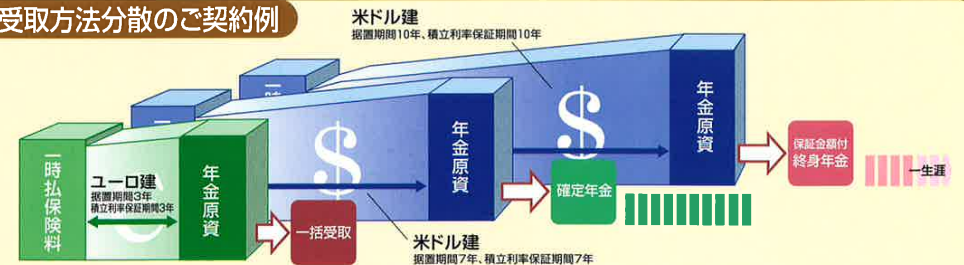 受取方法分散のご契約例
米ドル建
据置期間10年、積立利率保証期間10年
一時
一時払保険料
ユーロ建
据置期間3年
積立利率保証期間3年
年金原資
一括受取
$
年金原資
米ドル建
据置期間7年、積立利率保証期間7年
確定年金
$
年金原資
保証金額付
終身年金
一生涯